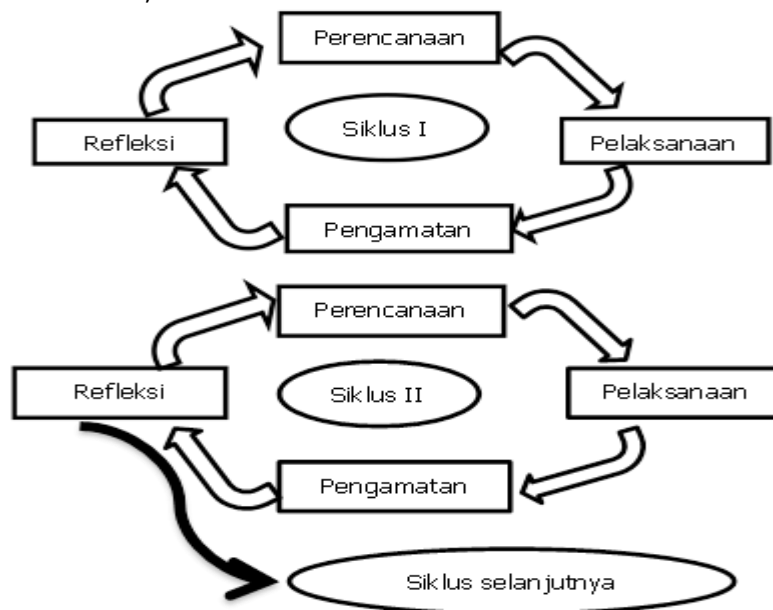 Perencanaan
Siklus I
Refleksi
Pelaksanaan
Pengamatan
Perencanaan
Siklus II
Refleksi
Pelaksanaan
Pengamatan
Siklus selanjutnya